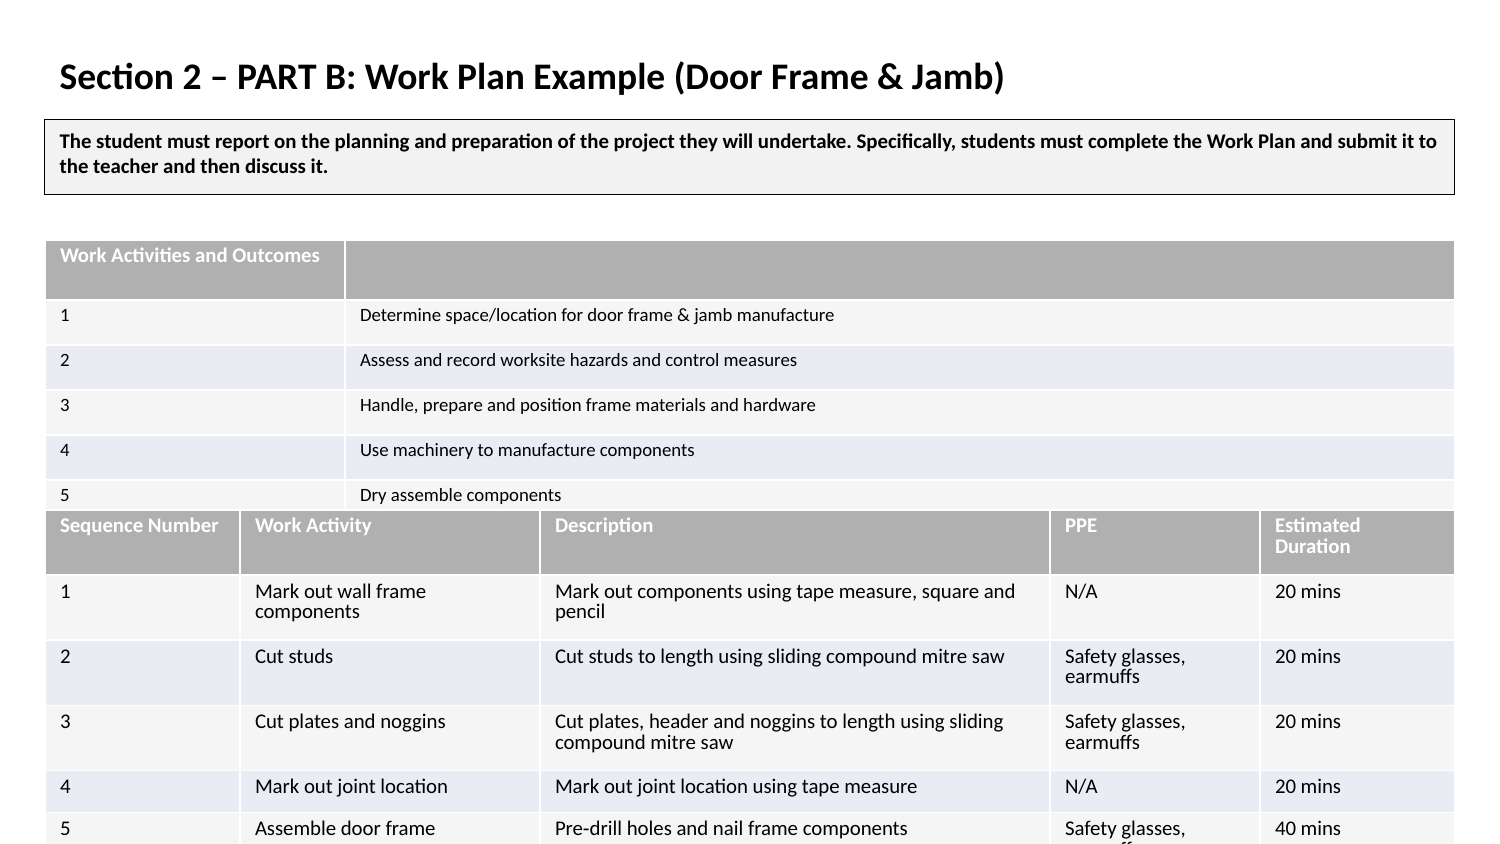 Section 2 – PART B: Work Plan Example (Door Frame & Jamb)
The student must report on the planning and preparation of the project they will undertake. Specifically, students must complete the Work Plan and submit it to
the teacher and then discuss it.
Work Activities and Outcomes
1 Determine space/location for door frame & jamb manufacture
2 Assess and record worksite hazards and control measures
3 Handle, prepare and position frame materials and hardware
4 Use machinery to manufacture components
5 Dry assemble components
Sequence Number Work Activity Description PPE Estimated
Duration
1 Mark out wall frame Mark out components using tape measure, square and N/A 20 mins
components pencil
2 Cut studs Cut studs to length using sliding compound mitre saw Safety glasses, 20 mins
earmuffs
3 Cut plates and noggins Cut plates, header and noggins to length using sliding Safety glasses, 20 mins
compound mitre saw earmuffs
4 Mark out joint location Mark out joint location using tape measure N/A 20 mins
5 Assemble door frame Pre-drill holes and nail frame components Safety glasses, 40 mins